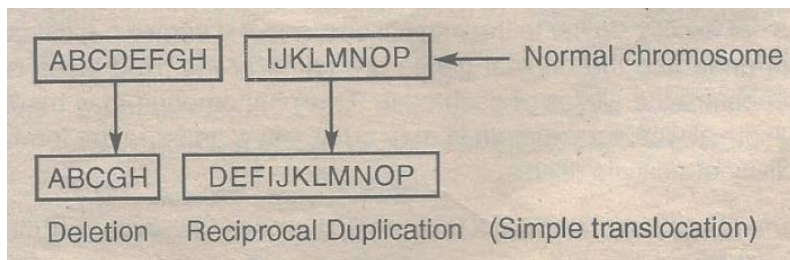 ABCDEFGH IJKLMNOP Normal chromosome
ABCGH DEFIJKLMNOP
Deletion Reciprocal Duplication (Simple translocation)